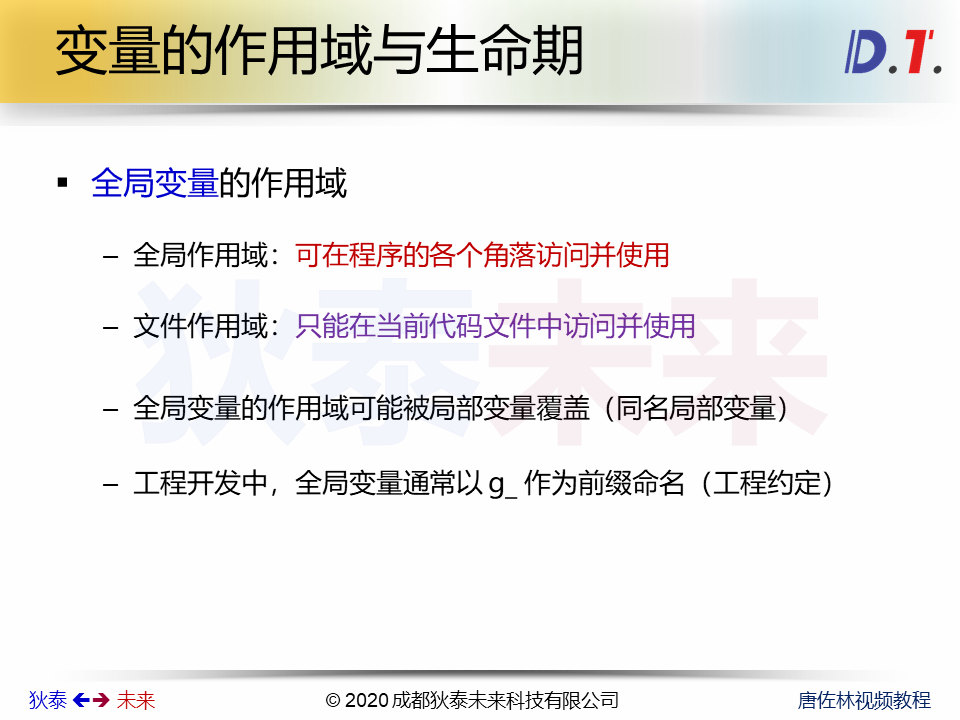 变量的作用域与生命期
D.T.
▪ 全局变量的作用域
– 全局作用域：可在程序的各个角落访问并使用
– 文件作用域：只能在当前代码文件中访问并使用
狄泰未来
– 全局变量的作用域可能被局部变量覆盖（同名局部变量）
– 工程开发中，全局变量通常以 g_ 作为前缀命名（工程约定）
狄泰 🡸🡺 未来
© 2020 成都狄泰未来科技有限公司
唐佐林视频教程